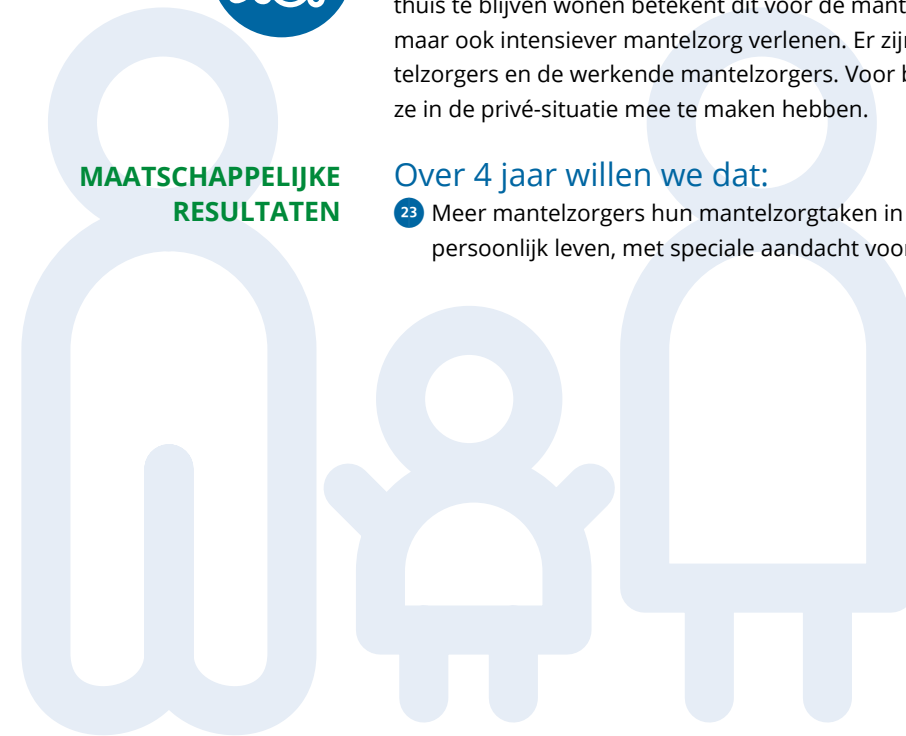 thuis te blijven wonen betekent dit voor de mant
maar ook intensiever mantelzorg verlenen. Er zijn
telzorgers en de werkende mantelzorgers. Voor b
ze in de privé-situatie mee te maken hebben.
MAATSCHAPPELIJKE
RESULTATEN
Over 4 jaar willen we dat:
23 Meer mantelzorgers hun mantelzorgtaken in
persoonlijk leven, met speciale aandacht voor